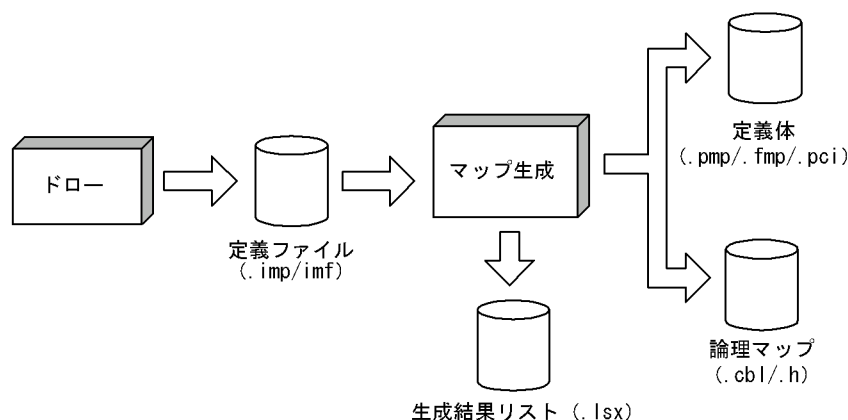 ドロー
定義ファイル
(.imp/imf)
マップ生成
生成結果リスト (.lsx)
定義体
(.pmp/.fmp/.pci)
論理マップ
(.cbl/.h)